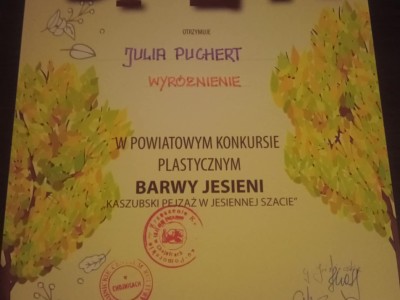 OTRZYMUJE
JULIA PUCHERT
WYRÓŻNIENIE
W POWIATOWYM KONKURSIE
PLASTYCZNYM
BARWY JESIENI
KASZUBSKI PEJZAŻ W JESIENNEJ SZACIE”